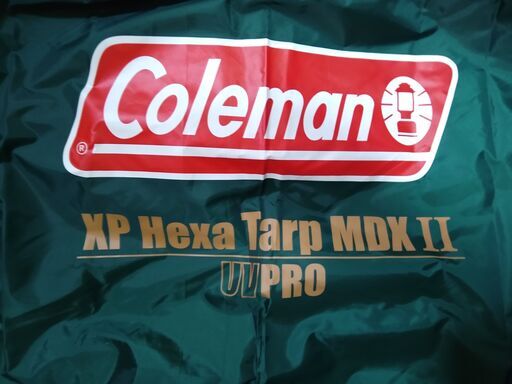 Coleman
®
XP Hexa Tarp MDX II
UVPRO